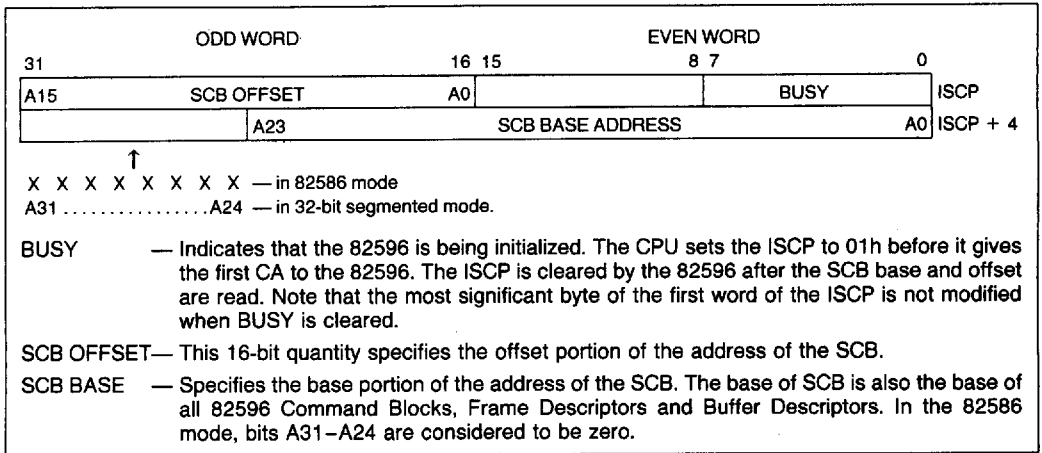 ODD WORD EVEN WORD
31 16 15 8 7 0
A15 SCB OFFSET A0 BUSY ISCP
A23 SCB BASE ADDRESS A0 ISCP + 4
↑
X X X X X X X X — in 82586 mode
A31 ................A24 — in 32-bit segmented mode.
BUSY — Indicates that the 82596 is being initialized. The CPU sets the ISCP to 01h before it gives
the first CA to the 82596. The ISCP is cleared by the 82596 after the SCB base and offset
are read. Note that the most significant byte of the first word of the ISCP is not modified
when BUSY is cleared.
SCB OFFSET— This 16-bit quantity specifies the offset portion of the address of the SCB.
SCB BASE — Specifies the base portion of the address of the SCB. The base of SCB is also the base of
all 82596 Command Blocks, Frame Descriptors and Buffer Descriptors. In the 82586
mode, bits A31–A24 are considered to be zero.